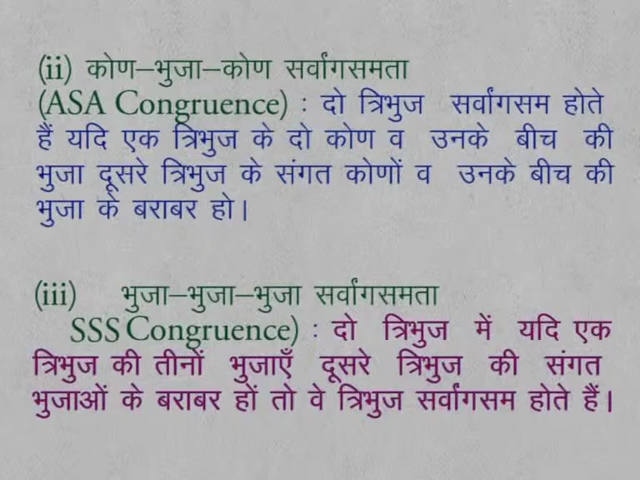 (ii) कोण–भुजा–कोण सर्वांगसमता
(ASA Congruence) : दो त्रिभुज सर्वांगसम होते
हैं यदि एक त्रिभुज के दो कोण व उनके बीच की
भुजा दूसरे त्रिभुज के संगत कोणों व उनके बीच की
भुजा के बराबर हो।
(iii) भुजा–भुजा–भुजा सर्वांगसमता
SSS Congruence) : दो त्रिभुज में यदि एक
त्रिभुज की तीनों भुजाएँ दूसरे त्रिभुज की संगत
भुजाओं के बराबर हों तो वे त्रिभुज सर्वांगसम होते हैं।